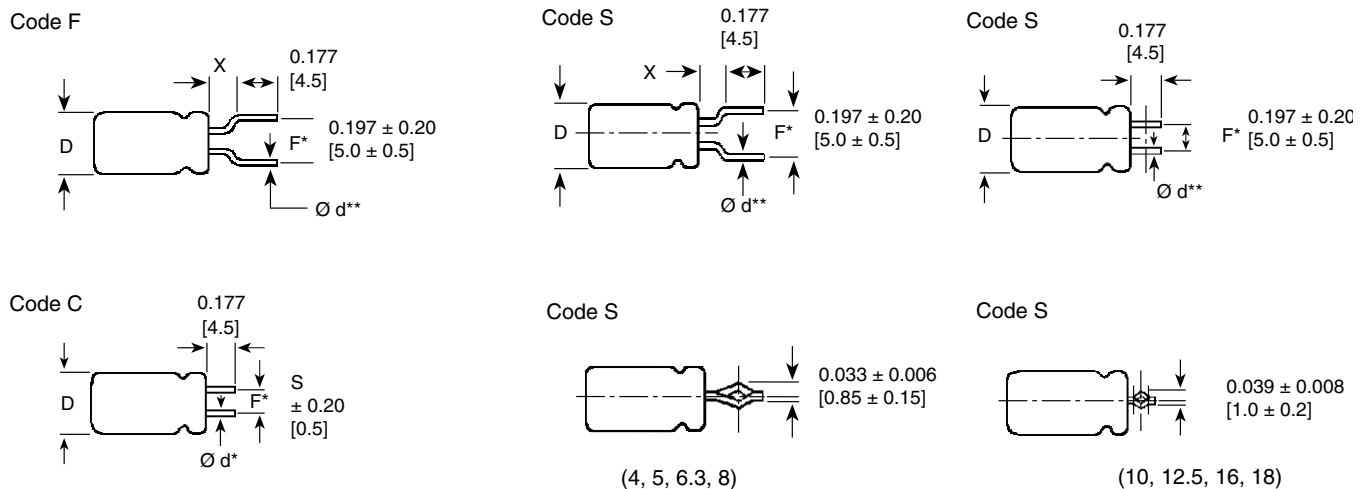 Code F
X
0.177
[4.5]
D
F*
0.197 ± 0.20
[5.0 ± 0.5]
Ø d**
Code S
0.177
[4.5]
X
D
F*
0.197 ± 0.20
[5.0 ± 0.5]
Ø d**
Code S
0.177
[4.5]
D
F*
0.197 ± 0.20
[5.0 ± 0.5]
Ø d**
Code C
0.177
[4.5]
D
S
F*
± 0.20
[0.5]
Ø d*
Code S
0.033 ± 0.006
[0.85 ± 0.15]
(4, 5, 6.3, 8)
Code S
0.039 ± 0.008
[1.0 ± 0.2]
(10, 12.5, 16, 18)